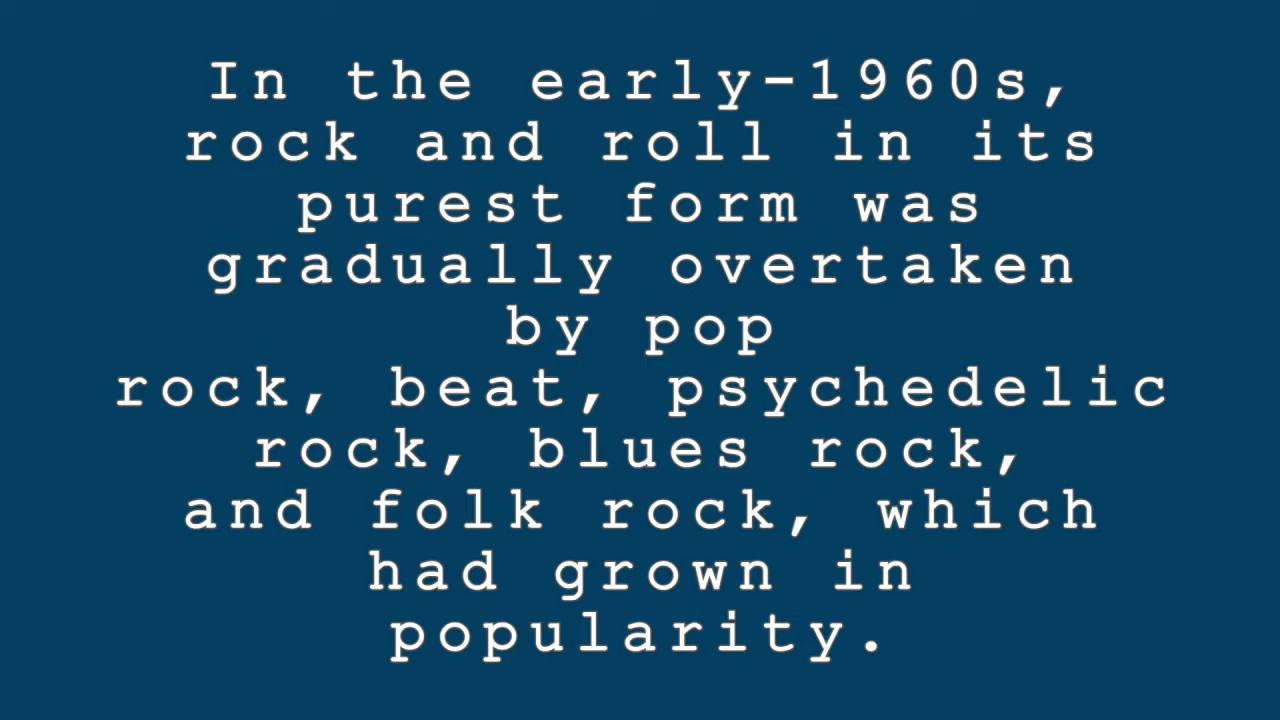 In the early-1960s,
rock and roll in its
purest form was
gradually overtaken
by pop
rock, beat, psychedelic
rock, blues rock,
and folk rock, which
had grown in
popularity.